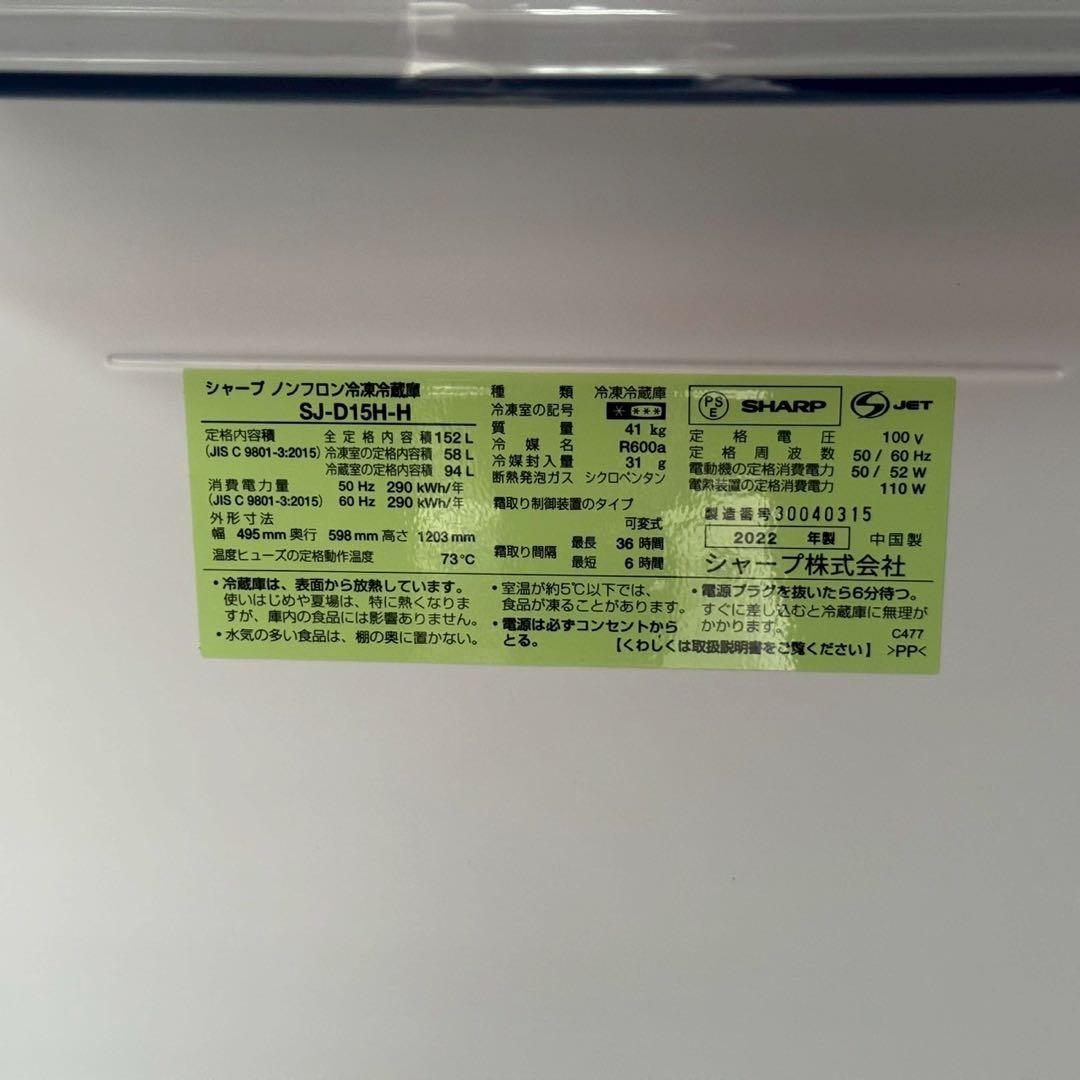 シャープ ノンフロン冷凍冷蔵庫
SJ-D15H-H
定格内容積 全定格内容積 152 L
(JIS C 9801-3:2015) 冷凍室の定格内容積 58 L
冷蔵室の定格内容積 94 L
消費電力量 50 Hz 290 kWh/年
(JIS C 9801-3:2015) 60 Hz 290 kWh/年
外形寸法
幅 495 mm 奥行 598 mm 高さ 1203 mm
温度ヒューズの定格動作温度 73℃
種類 冷凍冷蔵庫
冷凍室の記号 * ***
質量 41 kg
冷媒名 R600a
冷媒封入量 31 g
断熱発泡ガス シクロペンタン
霜取り制御装置のタイプ
可変式
霜取り間隔 最長 36 時間
最短 6 時間
PS E SHARP JET
定格電圧 100 V
定格周波数 50 / 60 Hz
電動機の定格消費電力 50 / 52 W
電熱装置の定格消費電力 110 W
製造番号 30040315
2022 年製 中国製
シャープ株式会社
・冷蔵庫は、表面から放熱しています。
使いはじめや夏場は、特に熱くなりま
すが、庫内の食品には影響ありません。
・水気の多い食品は、棚の奥に置かない。
・室温が約5℃以下では、
食品が凍ることがあります。
・電源は必ずコンセントから
とる。
・電源プラグを抜いたら6分待つ。
すぐに差し込むと冷蔵庫に無理が
かかります。
C477
【くわしくは取扱説明書をご覧ください】 >PP<